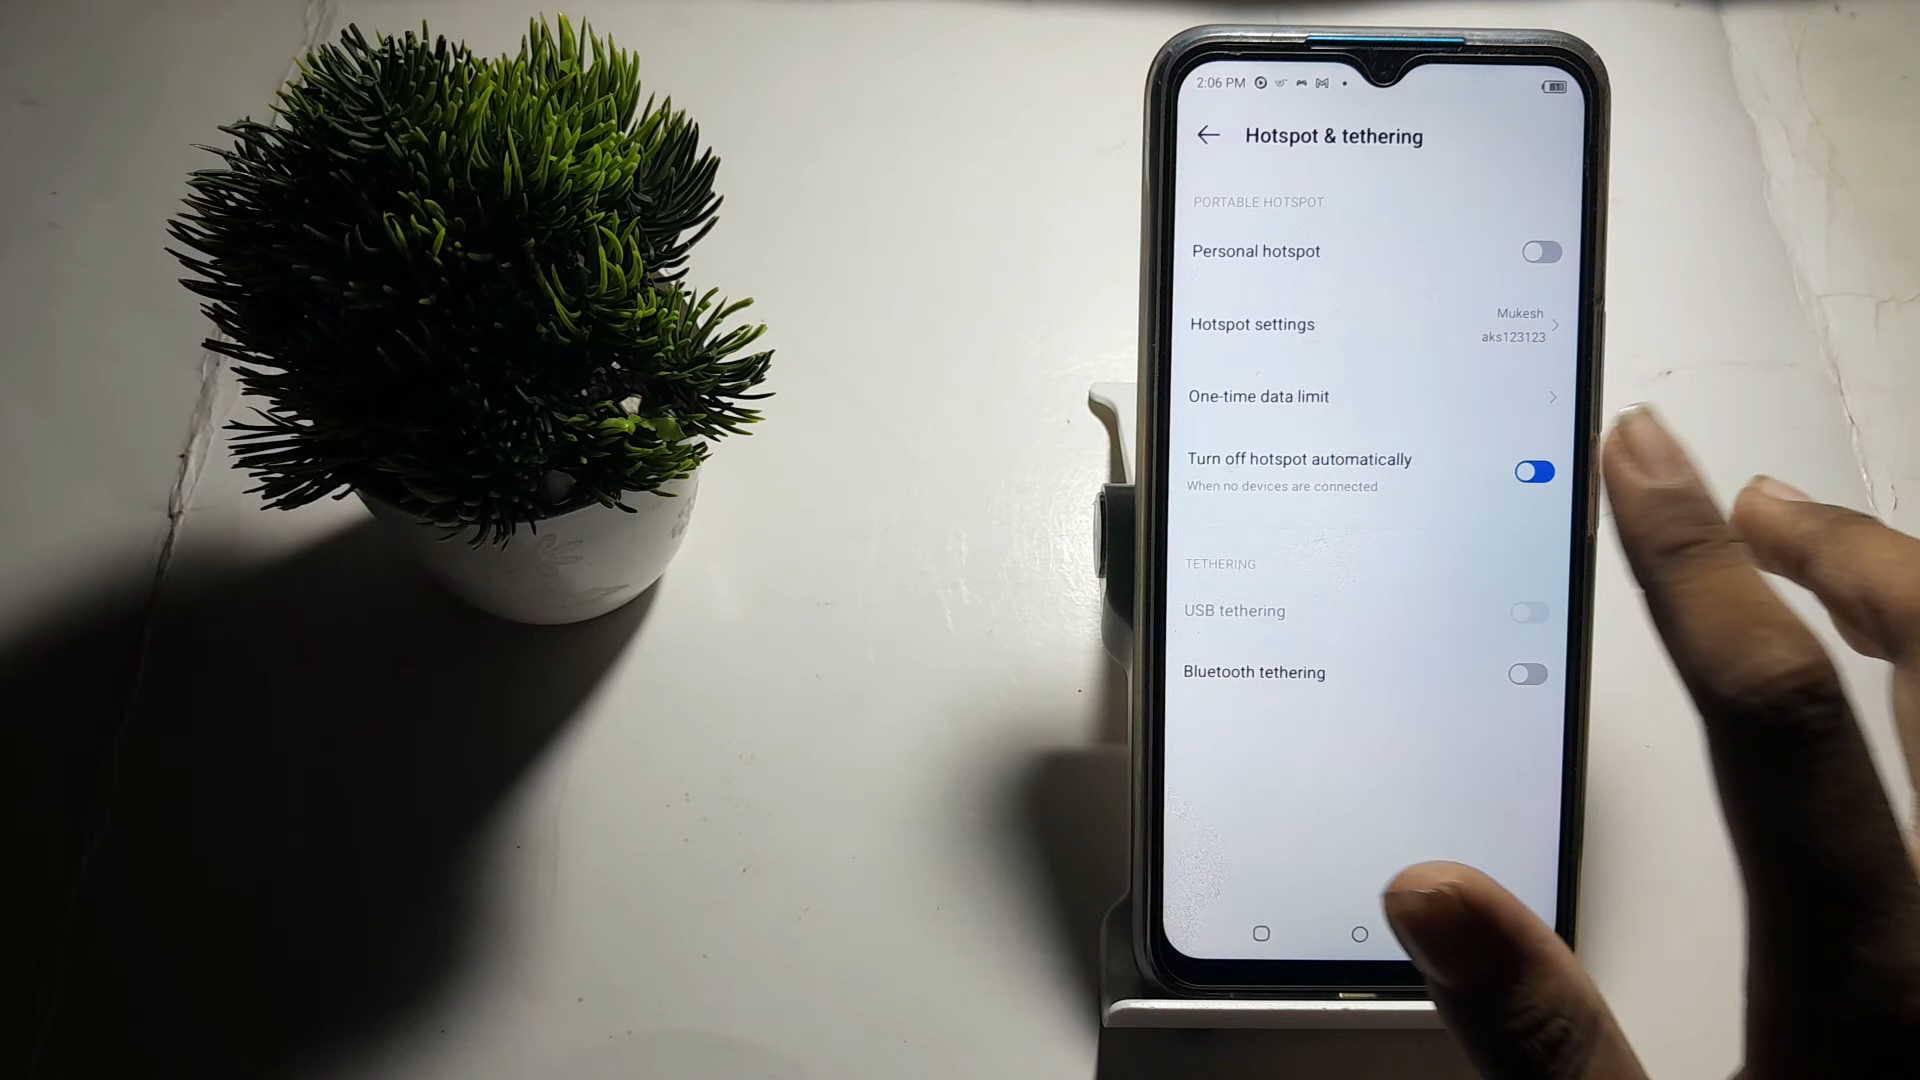 2:06 PM
81
Hotspot & tethering
PORTABLE HOTSPOT
Personal hotspot
Hotspot settings
Mukesh
aks123123
One-time data limit
Turn off hotspot automatically
When no devices are connected
TETHERING
USB tethering
Bluetooth tethering